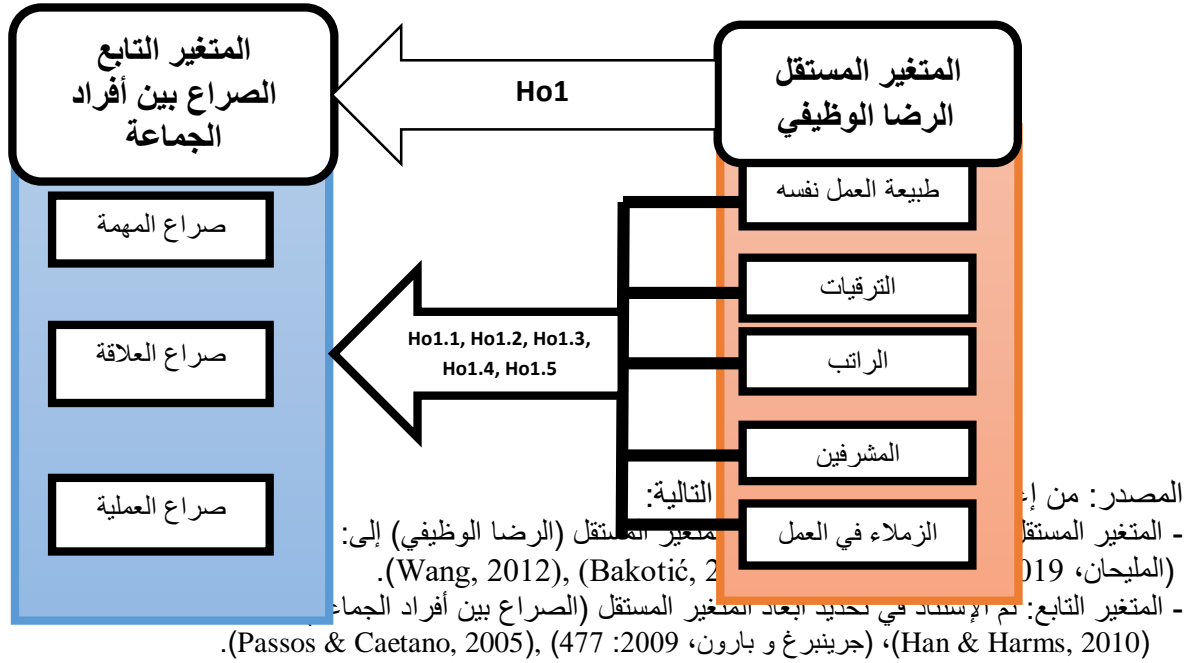 المتغير المستقل
الرضا الوظيفي
Ho1
المتغير التابع
الصراع بين أفراد
الجماعة
طبيعة العمل نفسه
الترقيات
الراتب
المشرفين
الزملاء في العمل
Ho1.1, Ho1.2, Ho1.3,
Ho1.4, Ho1.5
صراع المهمة
صراع العلاقة
صراع العملية
المصدر: من التالية:
- المتغير المستقل المتغير المستقل (الرضا الوظيفي) إلى:
(المليحان، (Bakotić, (Wang, 2012),.
- المتغير التابع: تم الإستناد في تحديد أبعاد المتغير المستقل (الصراع بين أفراد
(Han & Harms, 2010)، (جرينبرغ و بارون، 2009: 477) ,(Passos & Caetano, 2005).